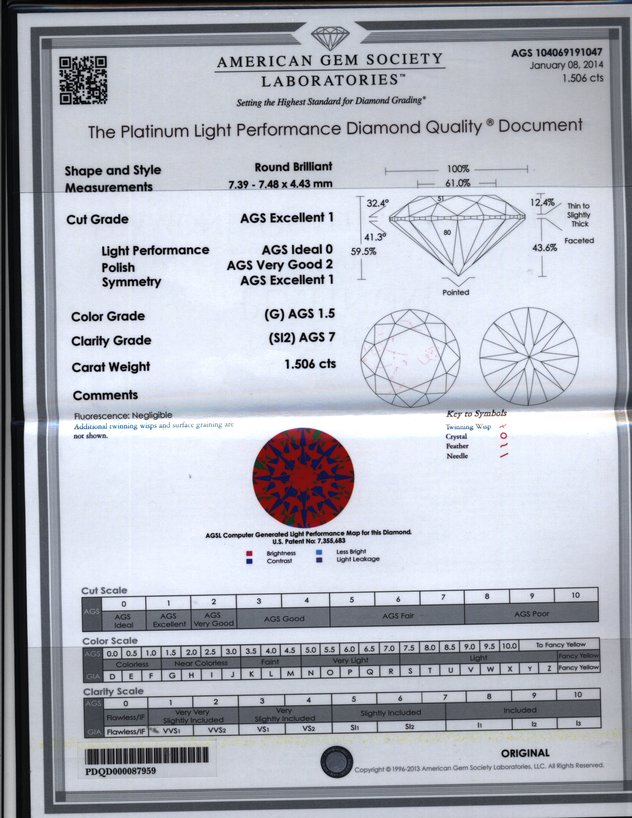 AMERICAN GEM SOCIETY
LABORATORIES™
Setting the Highest Standard for Diamond Grading®
AGS 104069191047
January 08, 2014
1.506 cts
The Platinum Light Performance Diamond Quality ® Document
Shape and Style Round Brilliant
Measurements 7.39 - 7.48 x 4.43 mm
Cut Grade AGS Excellent 1
Light Performance AGS Ideal 0
Polish AGS Very Good 2
Symmetry AGS Excellent 1
Color Grade (G) AGS 1.5
Clarity Grade (SI2) AGS 7
Carat Weight 1.506 cts
Comments
Fluorescence: Negligible
Additional twinning wisps and surface graining are
not shown.
100%
61.0%
51
32.4°
12.4%
Thin to
Slightly
Thick
80
41.3°
Faceted
59.5%
43.6%
Pointed
Key to Symbols
Twinning Wisp
Crystal
Feather
Needle
AGSL Computer Generated Light Performance Map for this Diamond.
U.S. Patent No: 7,355,683
Brightness Less Bright
Contrast Light Leakage
Cut Scale
AGS 0 1 2 3 4 5 6 7 8 9 10
AGS Ideal AGS Excellent AGS Very Good AGS Good AGS Fair AGS Poor
Color Scale
AGS 0.0 0.5 1.0 1.5 2.0 2.5 3.0 3.5 4.0 4.5 5.0 5.5 6.0 6.5 7.0 7.5 8.0 8.5 9.0 9.5 10.0 To Fancy Yellow
Colorless Near Colorless Faint Very Light Light Fancy Yellow
GIA D E F G H I J K L M N O P Q R S T U V W X Y Z Fancy Yellow
Clarity Scale
AGS 0 1 2 3 4 5 6 7 8 9 10
Flawless/IF Very Very Slightly Included Very Slightly Included Slightly Included Included
GIA Flawless/IF VVS1 VVS2 VS1 VS2 SI1 SI2 I1 I2 I3
PDQD000087959
ORIGINAL
Copyright ©1996-2013 American Gem Society Laboratories, LLC. All Rights Reserved.